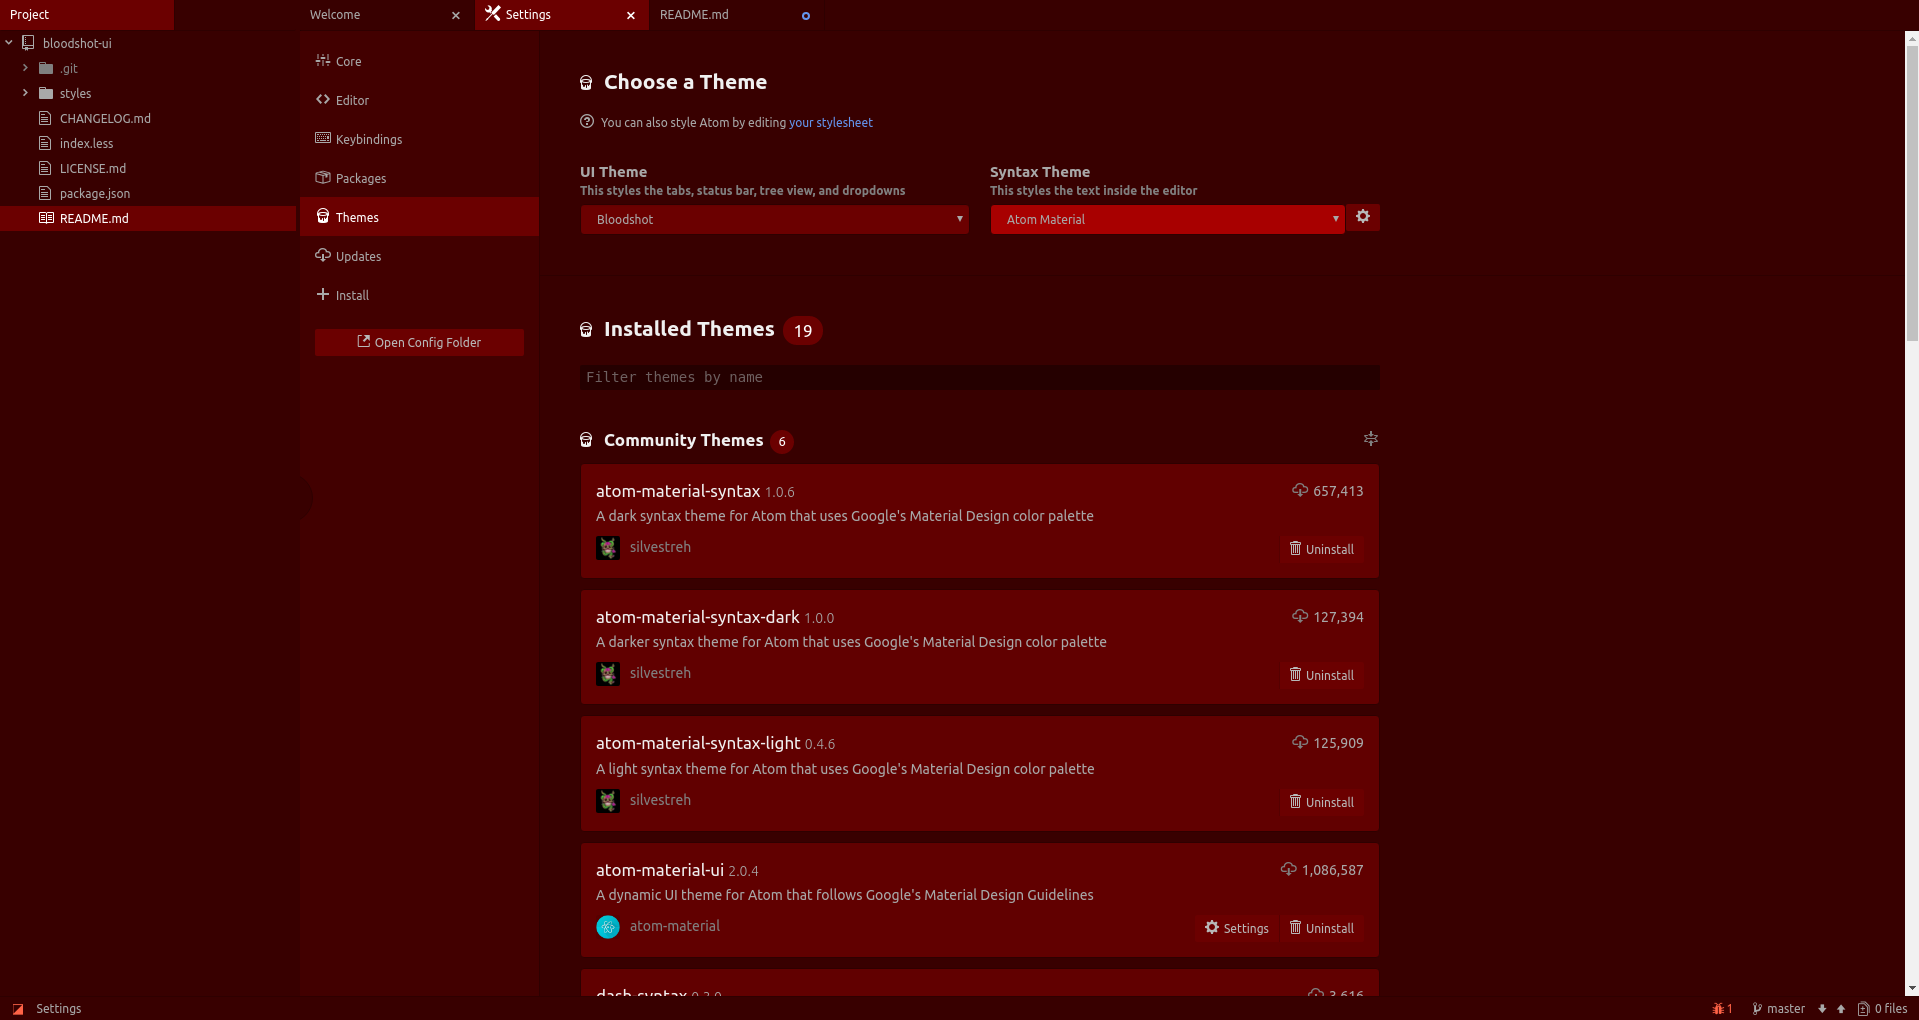 Project
Welcome
Settings
README.md
bloodshot-ui
.git
styles
CHANGELOG.md
index.less
LICENSE.md
package.json
README.md
Core
Editor
Keybindings
Packages
Themes
Updates
Install
Open Config Folder
Choose a Theme
You can also style Atom by editing your stylesheet
UI Theme
This styles the tabs, status bar, tree view, and dropdowns
Bloodshot
Syntax Theme
This styles the text inside the editor
Atom Material
Installed Themes 19
Filter themes by name
Community Themes 6
atom-material-syntax 1.0.6
657,413
A dark syntax theme for Atom that uses Google's Material Design color palette
silvestreh
Uninstall
atom-material-syntax-dark 1.0.0
127,394
A darker syntax theme for Atom that uses Google's Material Design color palette
silvestreh
Uninstall
atom-material-syntax-light 0.4.6
125,909
A light syntax theme for Atom that uses Google's Material Design color palette
silvestreh
Uninstall
atom-material-ui 2.0.4
1,086,587
A dynamic UI theme for Atom that follows Google's Material Design Guidelines
atom-material
Settings
Uninstall
dash-syntax
3,616
Settings
1
master
0 files